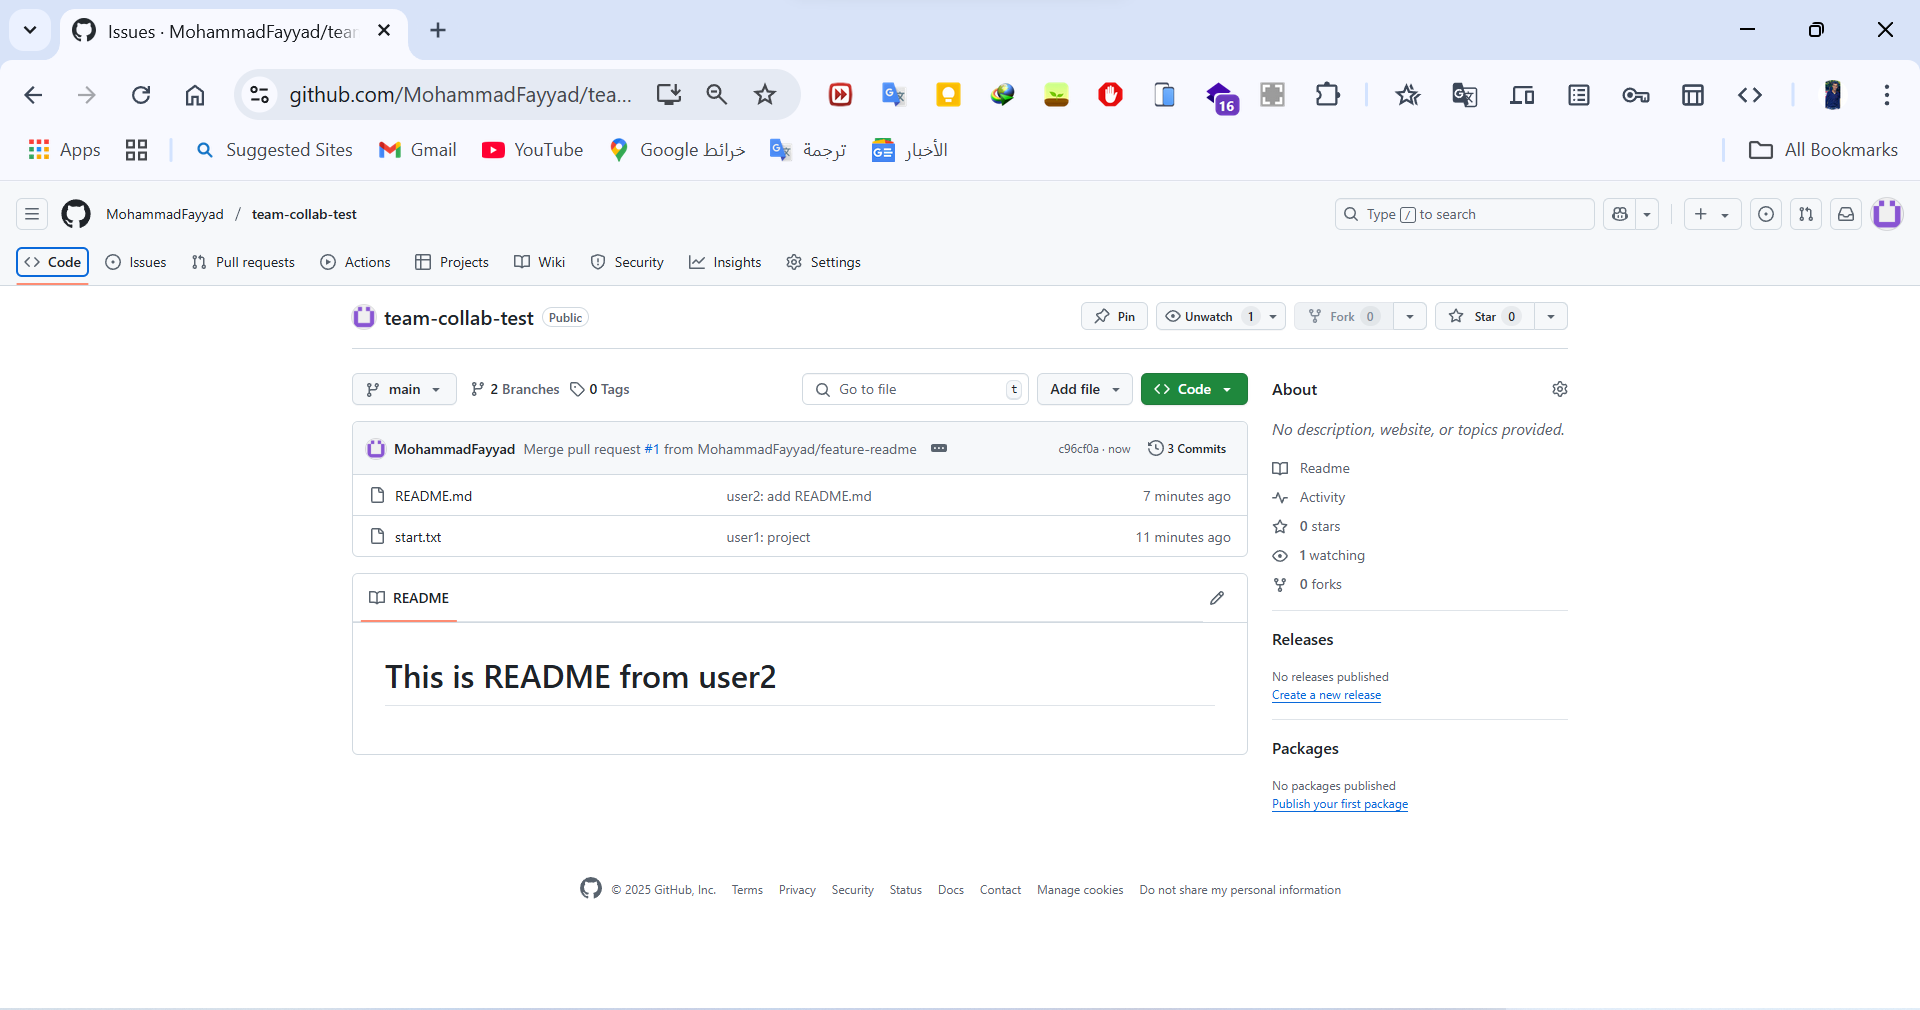 Issues · MohammadFayyad/tear
github.com/MohammadFayyad/tea...
16
Apps
Suggested Sites
Gmail
YouTube
خرائط Google
ترجمة
الأخبار
All Bookmarks
MohammadFayyad / team-collab-test
Type / to search
Code
Issues
Pull requests
Actions
Projects
Wiki
Security
Insights
Settings
team-collab-test Public
Pin
Unwatch 1
Fork 0
Star 0
main
2 Branches
0 Tags
Go to file t
Add file
Code
MohammadFayyad Merge pull request #1 from MohammadFayyad/feature-readme
c96cf0a · now
3 Commits
README.md user2: add README.md 7 minutes ago
start.txt user1: project 11 minutes ago
README
This is README from user2
About
No description, website, or topics provided.
Readme
Activity
0 stars
1 watching
0 forks
Releases
No releases published
Create a new release
Packages
No packages published
Publish your first package
© 2025 GitHub, Inc. Terms Privacy Security Status Docs Contact Manage cookies Do not share my personal information